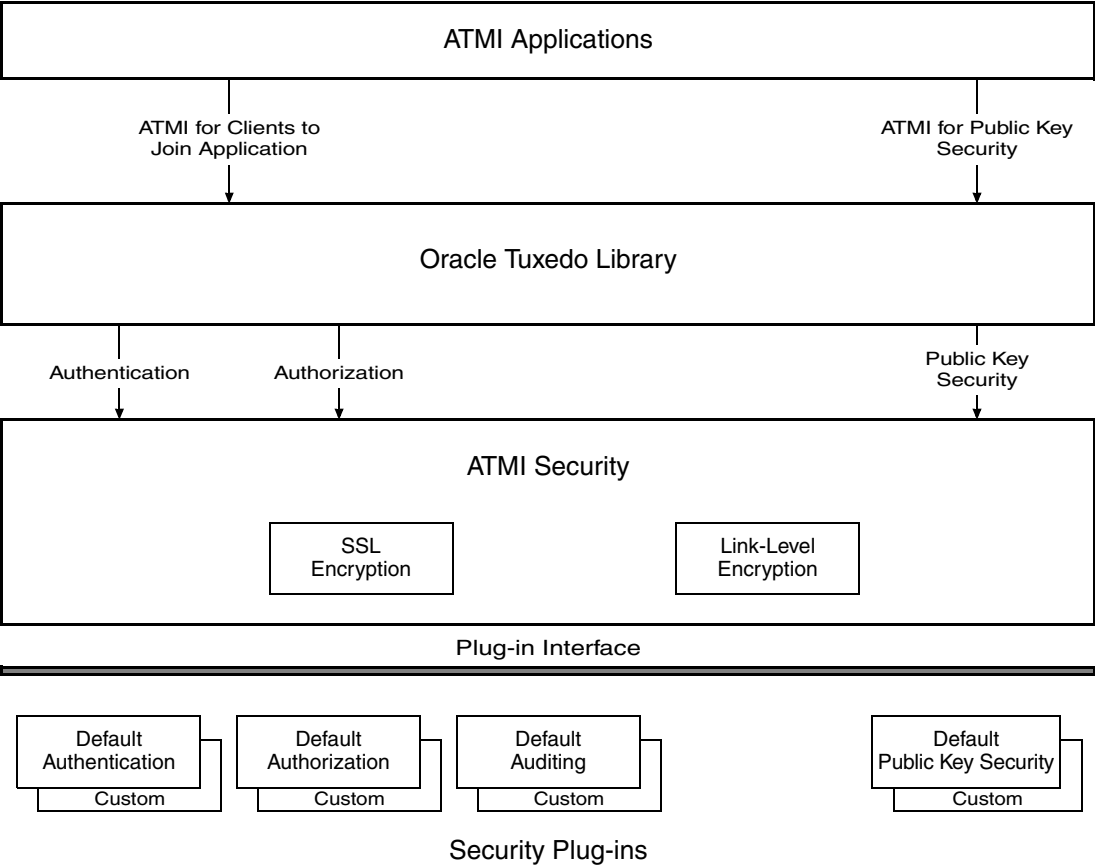 ATMI Applications
ATMI for Clients to
Join Application
ATMI for Public Key
Security
Oracle Tuxedo Library
Authentication
Authorization
Public Key
Security
ATMI Security
SSL
Encryption
Link-Level
Encryption
Plug-in Interface
Default
Authentication
Custom
Default
Authorization
Custom
Default
Auditing
Custom
Default
Public Key Security
Custom
Security Plug-ins